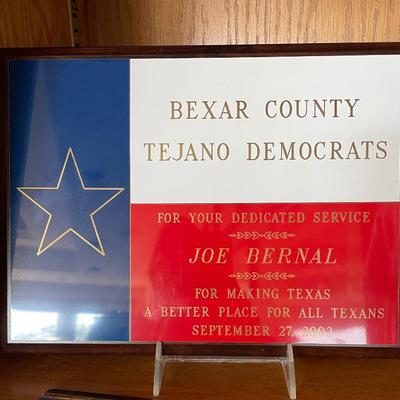 BEXAR COUNTY
TEJANO DEMOCRATS
FOR YOUR DEDICATED SERVICE
JOE BERNAL
FOR MAKING TEXAS
A BETTER PLACE FOR ALL TEXANS
SEPTEMBER 27, 2003